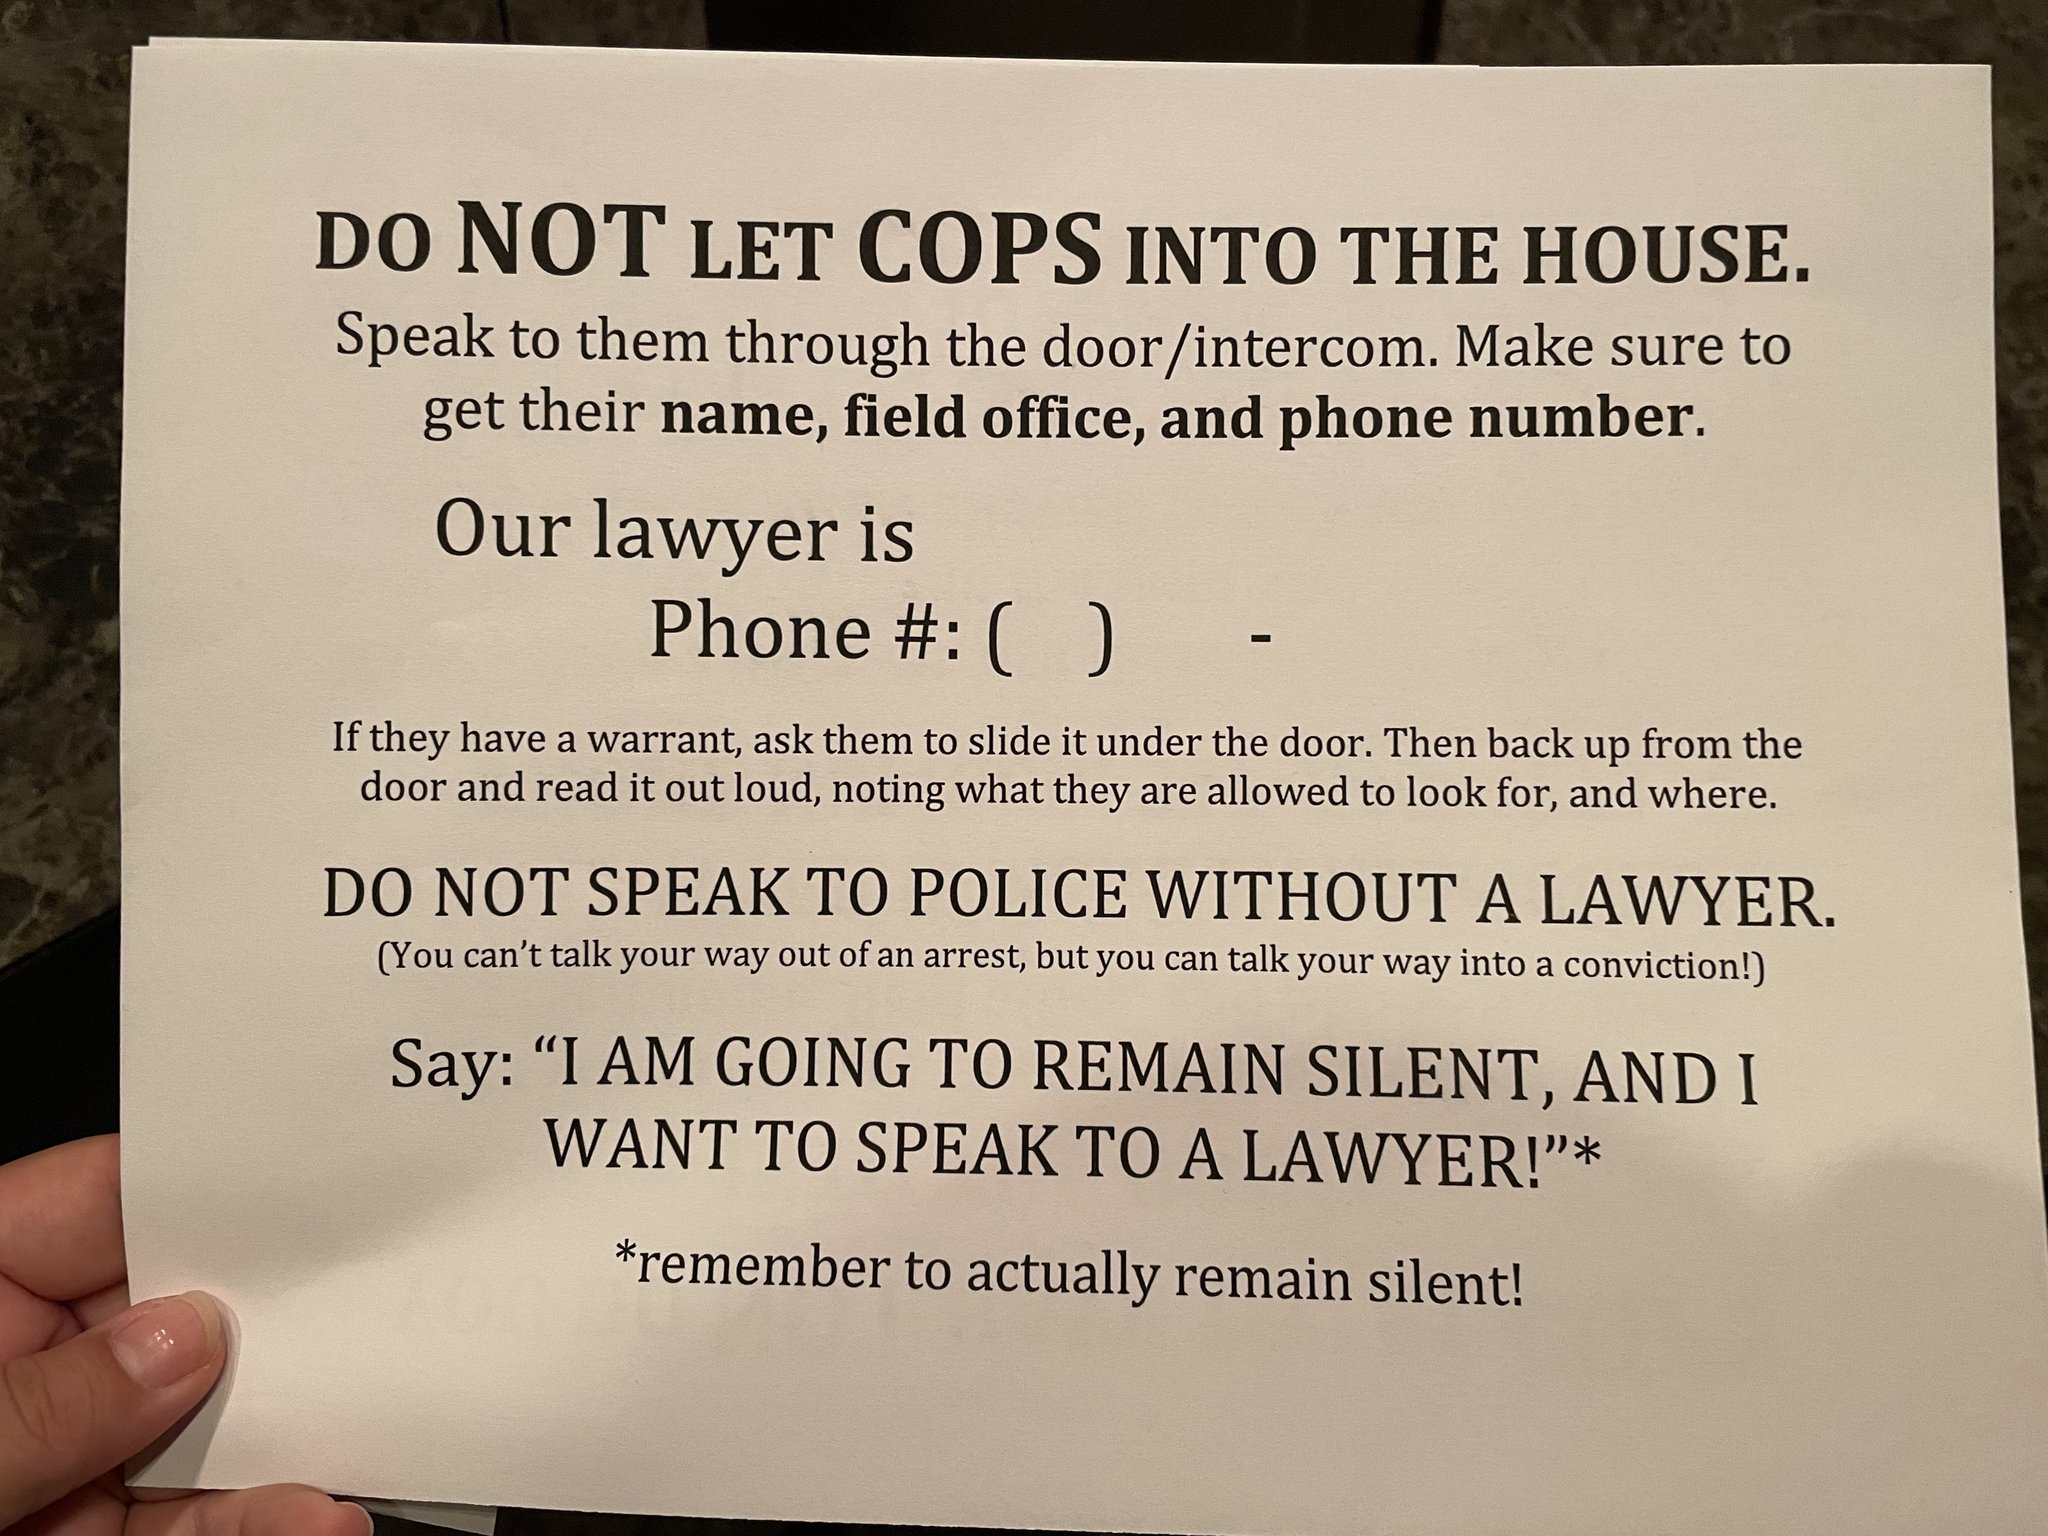 DO NOT LET COPS INTO THE HOUSE.
Speak to them through the door/intercom. Make sure to
get their name, field office, and phone number.
Our lawyer is
Phone #: (   )      -
If they have a warrant, ask them to slide it under the door. Then back up from the
door and read it out loud, noting what they are allowed to look for, and where.
DO NOT SPEAK TO POLICE WITHOUT A LAWYER.
(You can’t talk your way out of an arrest, but you can talk your way into a conviction!)
Say: “I AM GOING TO REMAIN SILENT, AND I
WANT TO SPEAK TO A LAWYER!”*
*remember to actually remain silent!